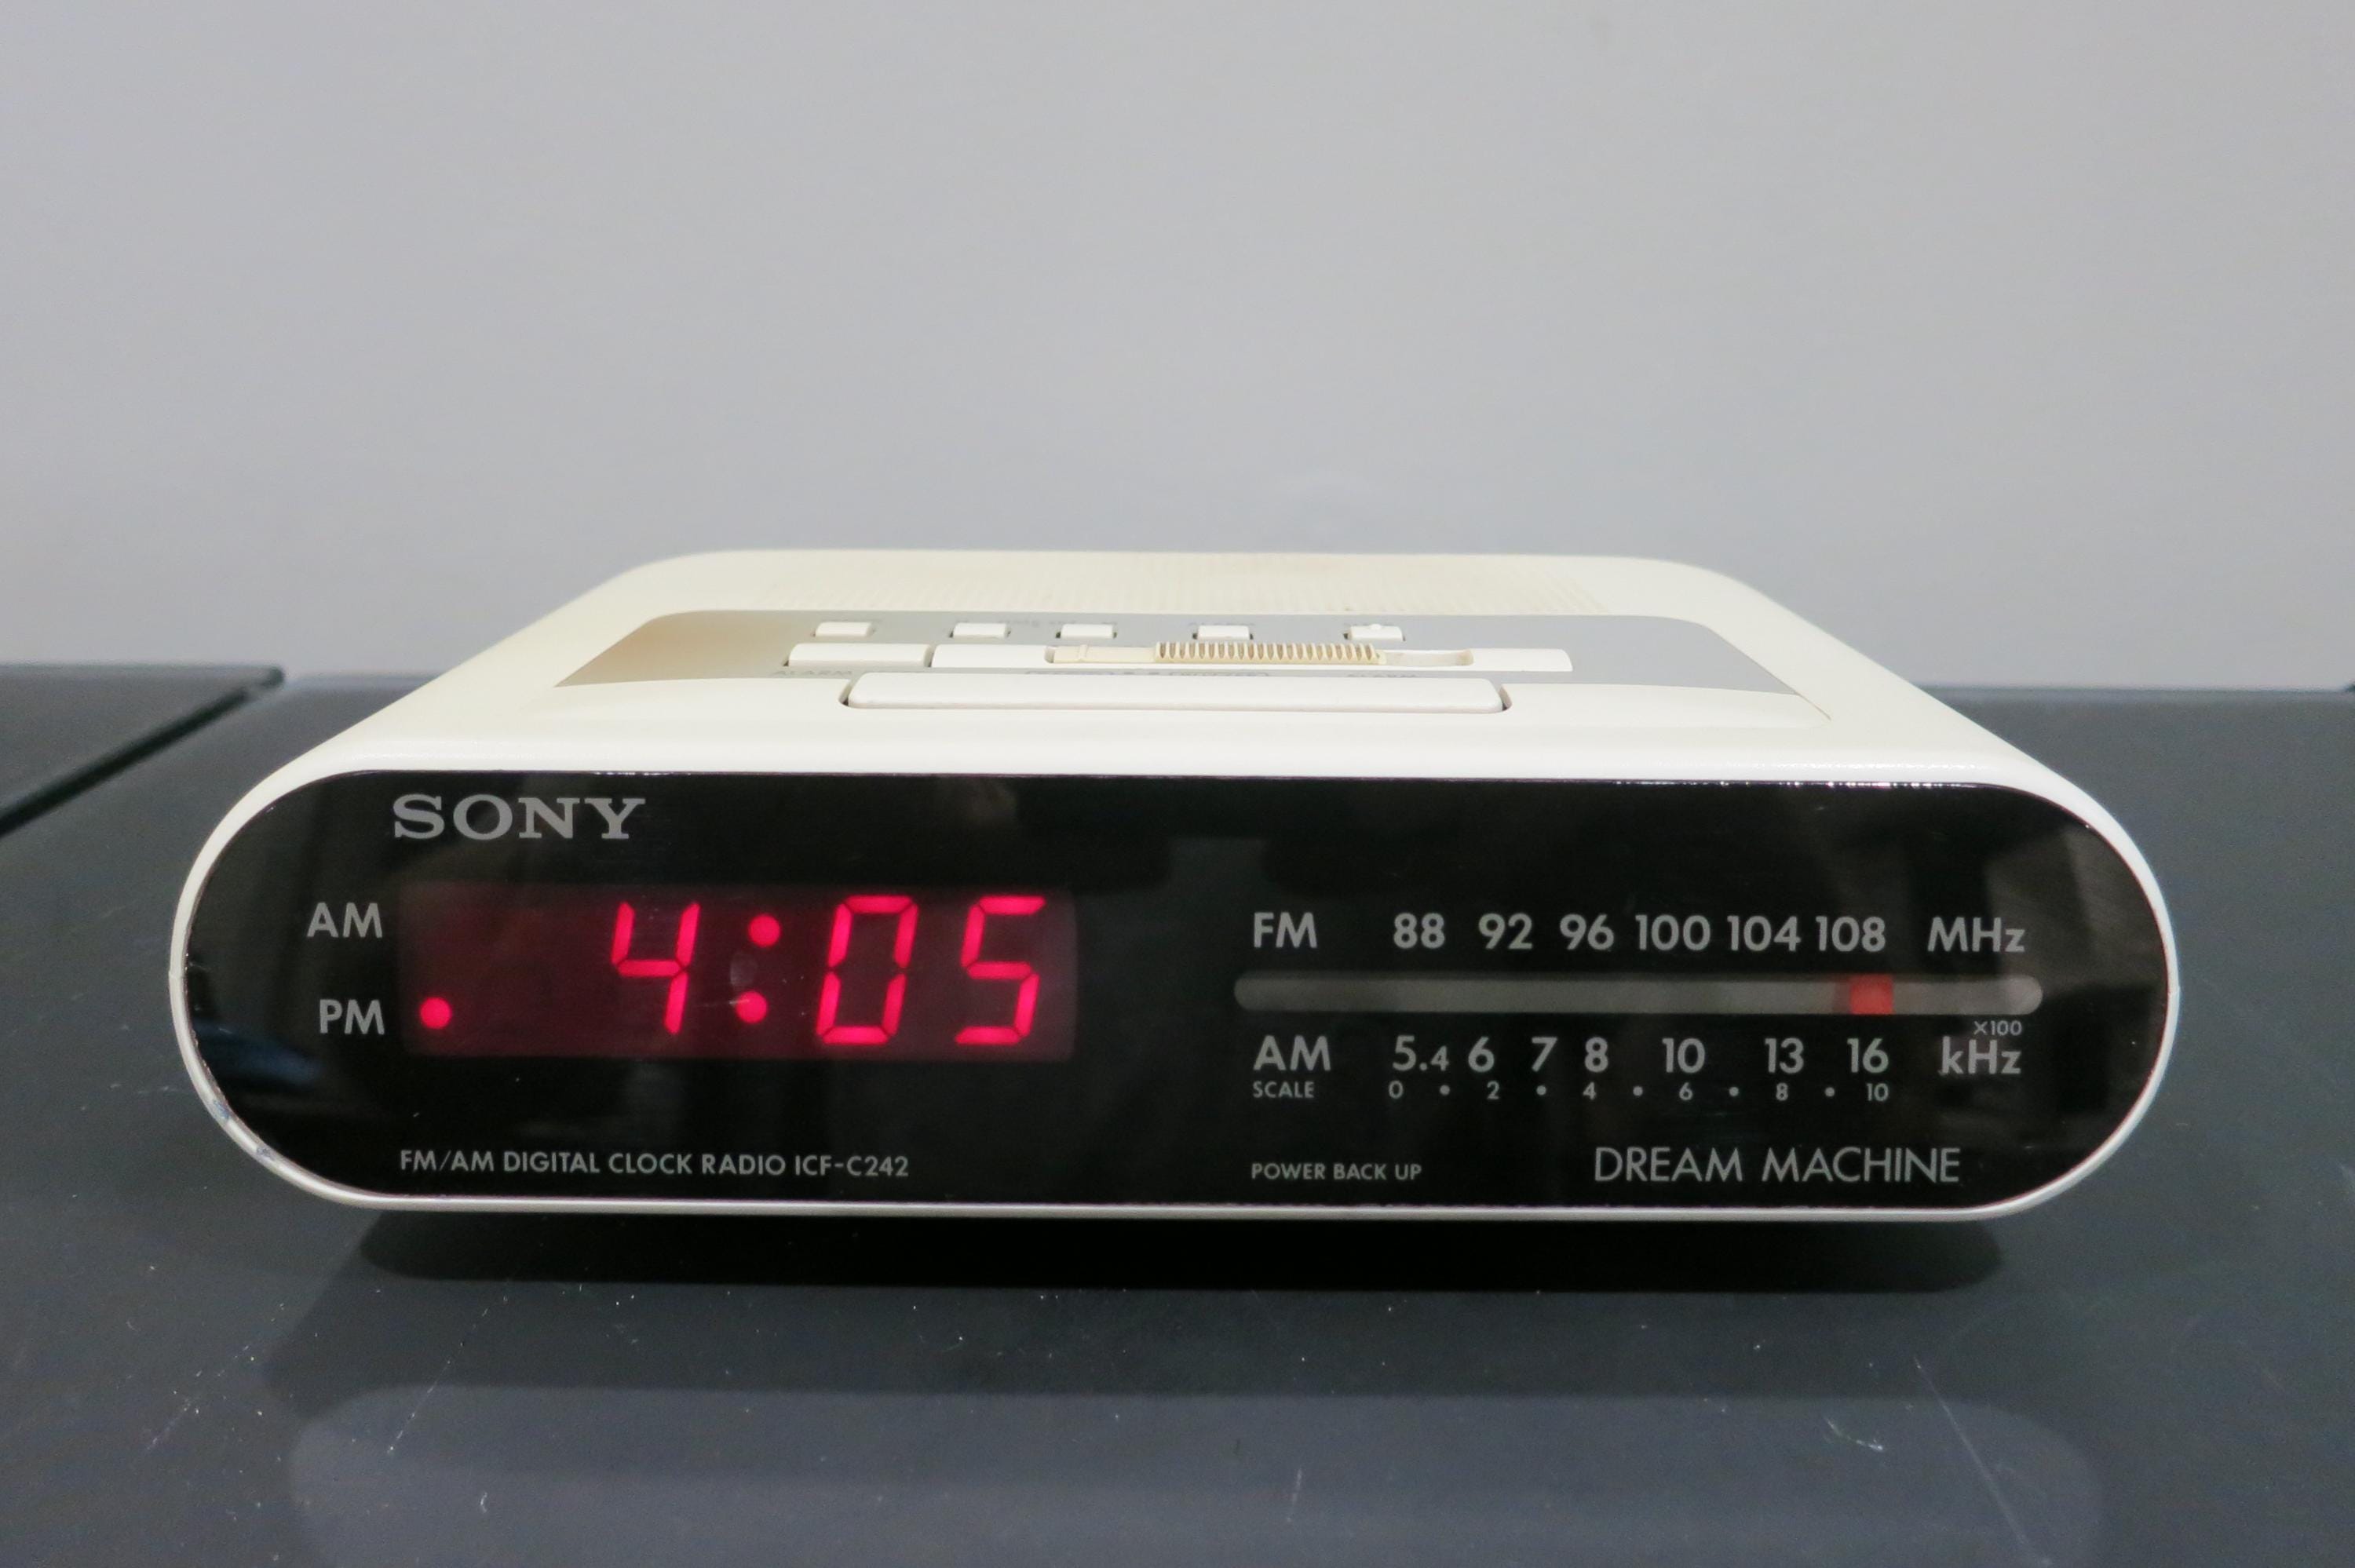 SONY
AM
PM
4:05
FM 88 92 96 100 104 108 MHz
×100
AM 5.4 6 7 8 10 13 16 kHz
SCALE 0 • 2 • 4 • 6 • 8 • 10
FM/AM DIGITAL CLOCK RADIO ICF-C242
POWER BACK UP
DREAM MACHINE